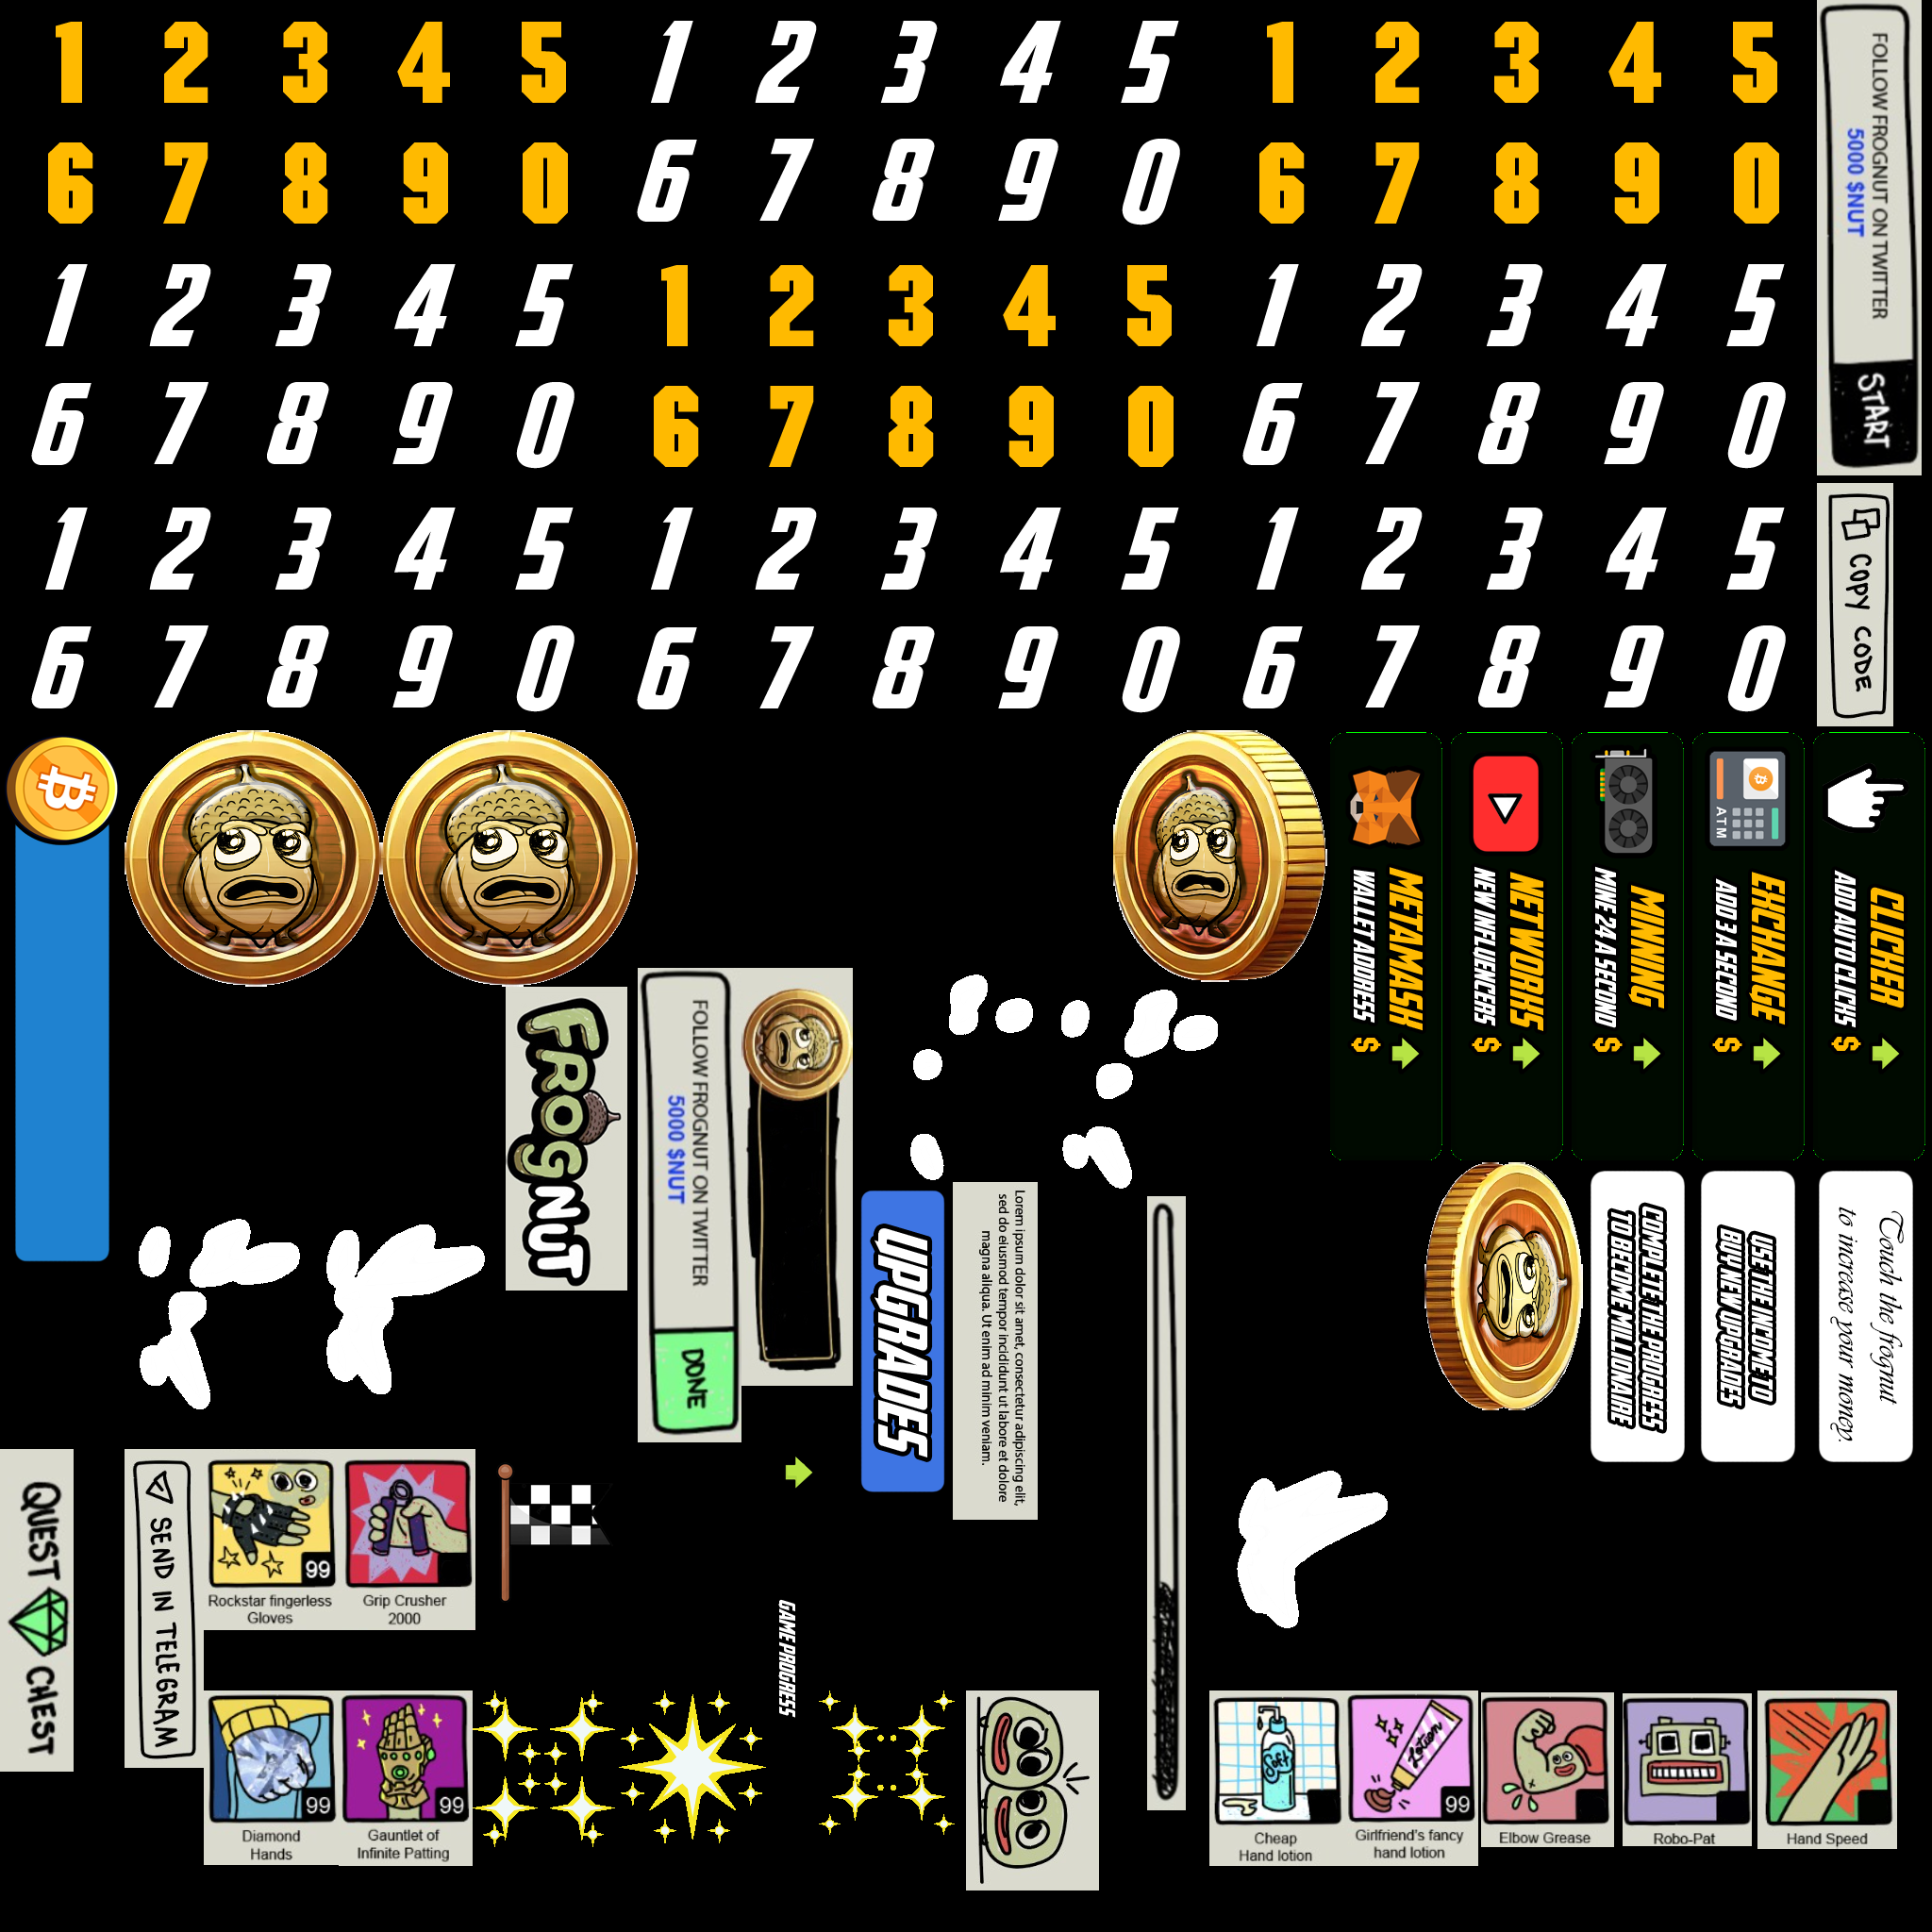 1 2 3 4 5 1 2 3 4 5 1 2 3 4 5
6 7 8 9 0 6 7 8 9 0 6 7 8 9 0
1 2 3 4 5 1 2 3 4 5 1 2 3 4 5
6 7 8 9 0 6 7 8 9 0 6 7 8 9 0
1 2 3 4 5 1 2 3 4 5 1 2 3 4 5
6 7 8 9 0 6 7 8 9 0 6 7 8 9 0
FOLLOW FROGNUT ON TWITTER
5000 $NUT
START
COPY CODE
METAMASK
WALLET ADDRESS
$
NETWORKS
NEW INFLUENCERS
$
MINNING
MINE 24 A SECOND
$
ATM
EXCHANGE
ADD 3 A SECOND
$
CLICKER
ADD AUTO CLICKS
$
FROGNUT
FOLLOW FROGNUT ON TWITTER
5000 $NUT
DONE
UPGRADES
Lorem ipsum dolor sit amet, consectetur adipiscing elit,
sed do eiusmod tempor incididunt ut labore et dolore
magna aliqua. Ut enim ad minim veniam.
COMPLETE THE PROGRESS
TO BECOME MILLIONAIRE
USE THE INCOME TO
BUY NEW UPGRADES
Touch the frognut
to increase your money.
QUEST CHEST
SEND IN TELEGRAM
99
Rockstar fingerless
Gloves
Grip Crusher
2000
GAME PROGRESS
99
Diamond
Hands
99
Gauntlet of
Infinite Patting
Soft
Cheap
Hand lotion
Lotion
99
Girlfriend's fancy
hand lotion
Elbow Grease
Robo-Pat
Hand Speed